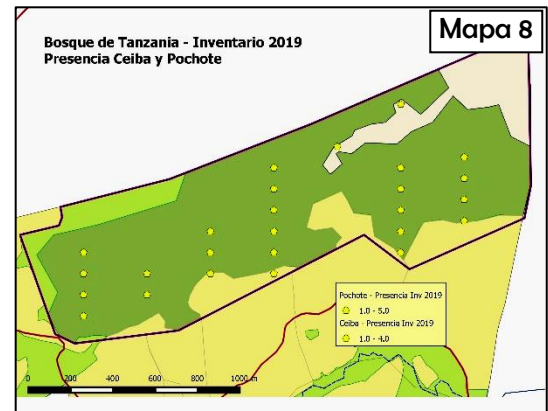 Mapa 8
Bosque de Tanzania - Inventario 2019
Presencia Ceiba y Pochote
Pochote - Presencia Inv 2019
1.0 - 5.0
Ceiba - Presencia Inv 2019
1.0 - 4.0
0 200 400 600 800 1000 m